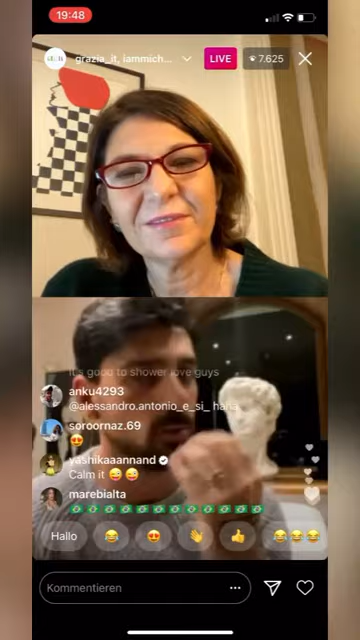 19:48
grazia_it, iammich...
LIVE
7.625
It's good to shower love guys
anku4293
@alessandro.antonio_e_si_ haha
soroornaz.69
yashikaaannand
Calm it 😜😜
marebialta
Hallo
Kommentieren